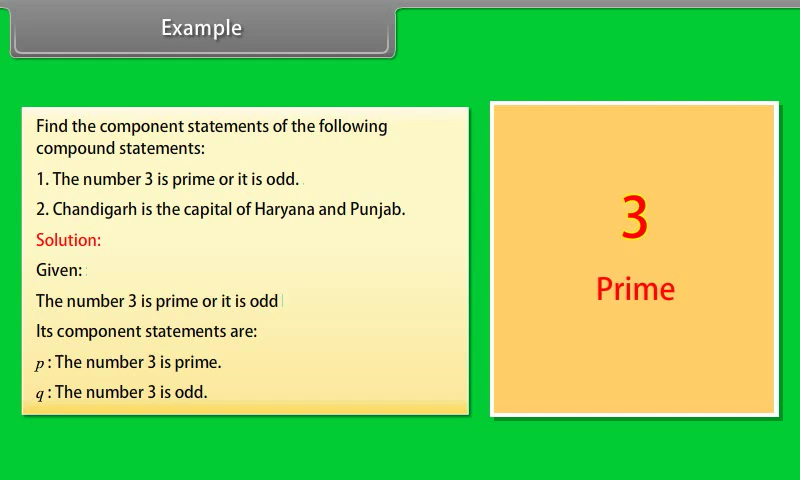 Example
Find the component statements of the following
compound statements:
1. The number 3 is prime or it is odd.
2. Chandigarh is the capital of Haryana and Punjab.
Solution:
Given:
The number 3 is prime or it is odd
Its component statements are:
p : The number 3 is prime.
q : The number 3 is odd.
3
Prime